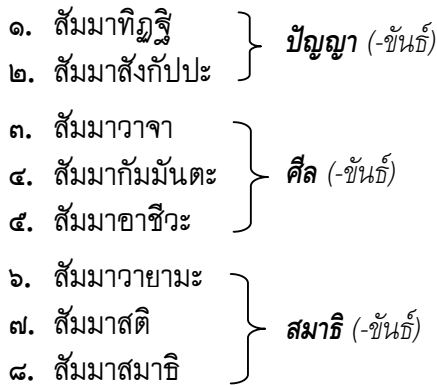 ๑. สัมมาทิฏฐิ
๒. สัมมาสังกัปปะ
ปัญญา (-ขันธ์)
๓. สัมมาวาจา
๔. สัมมากัมมันตะ
๕. สัมมาอาชีวะ
ศีล (-ขันธ์)
๖. สัมมาวายามะ
๗. สัมมาสติ
๘. สัมมาสมาธิ
สมาธิ (-ขันธ์)